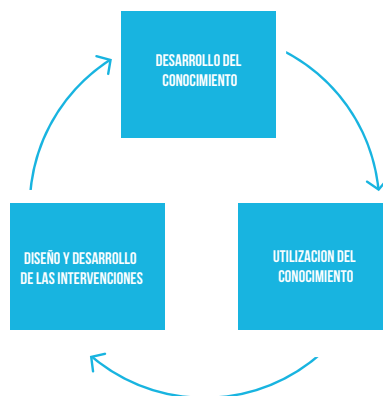 DESARROLLO DEL
CONOCIMIENTO
DISEÑO Y DESARROLLO
DE LAS INTERVENCIONES
UTILIZACION DEL
CONOCIMIENTO